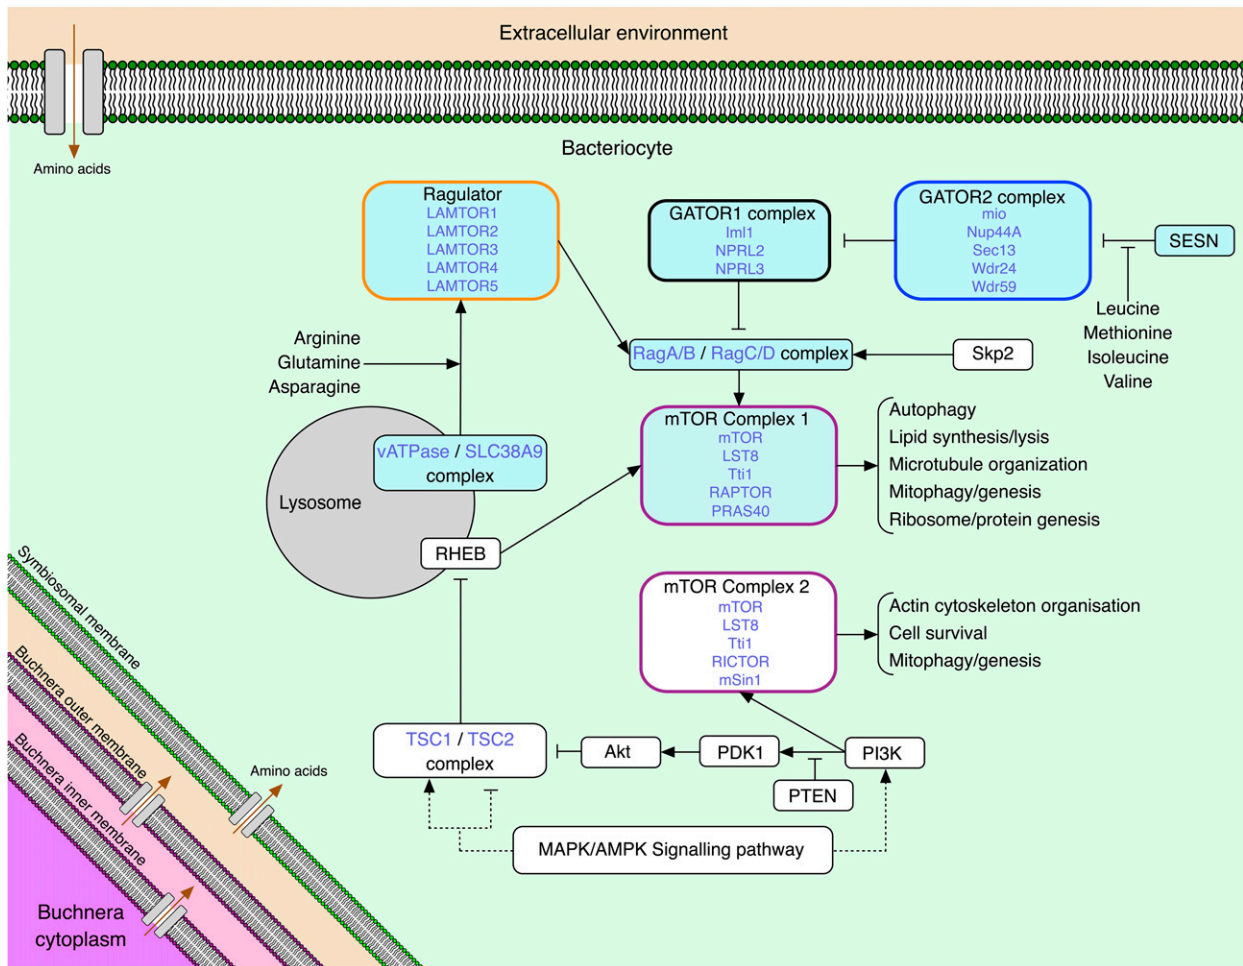 Extracellular environment
Amino acids
Bacteriocyte
Ragulator
LAMTOR1
LAMTOR2
LAMTOR3
LAMTOR4
LAMTOR5
GATOR1 complex
Iml1
NPRL2
NPRL3
GATOR2 complex
mio
Nup44A
Sec13
Wdr24
Wdr59
SESN
Leucine
Methionine
Isoleucine
Valine
Arginine
Glutamine
Asparagine
RagA/B / RagC/D complex
Skp2
vATPase / SLC38A9
complex
Lysosome
RHEB
mTOR Complex 1
mTOR
LST8
Tti1
RAPTOR
PRAS40
Autophagy
Lipid synthesis/lysis
Microtubule organization
Mitophagy/genesis
Ribosome/protein genesis
mTOR Complex 2
mTOR
LST8
Tti1
RICTOR
mSin1
Actin cytoskeleton organisation
Cell survival
Mitophagy/genesis
TSC1 / TSC2
complex
Akt
PDK1
PI3K
PTEN
MAPK/AMPK Signalling pathway
Symbiosomal membrane
Buchnera outer membrane
Buchnera inner membrane
Amino acids
Buchnera
cytoplasm